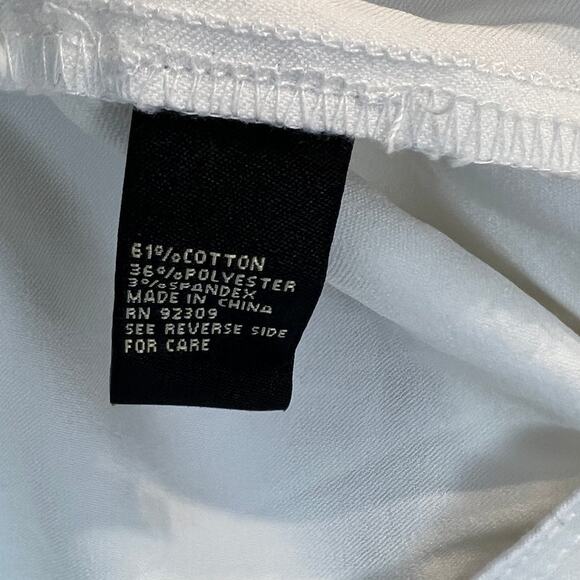 61%COTTON
36%POLYESTER
3%SPANDEX
MADE IN CHINA
RN 92309
SEE REVERSE SIDE
FOR CARE